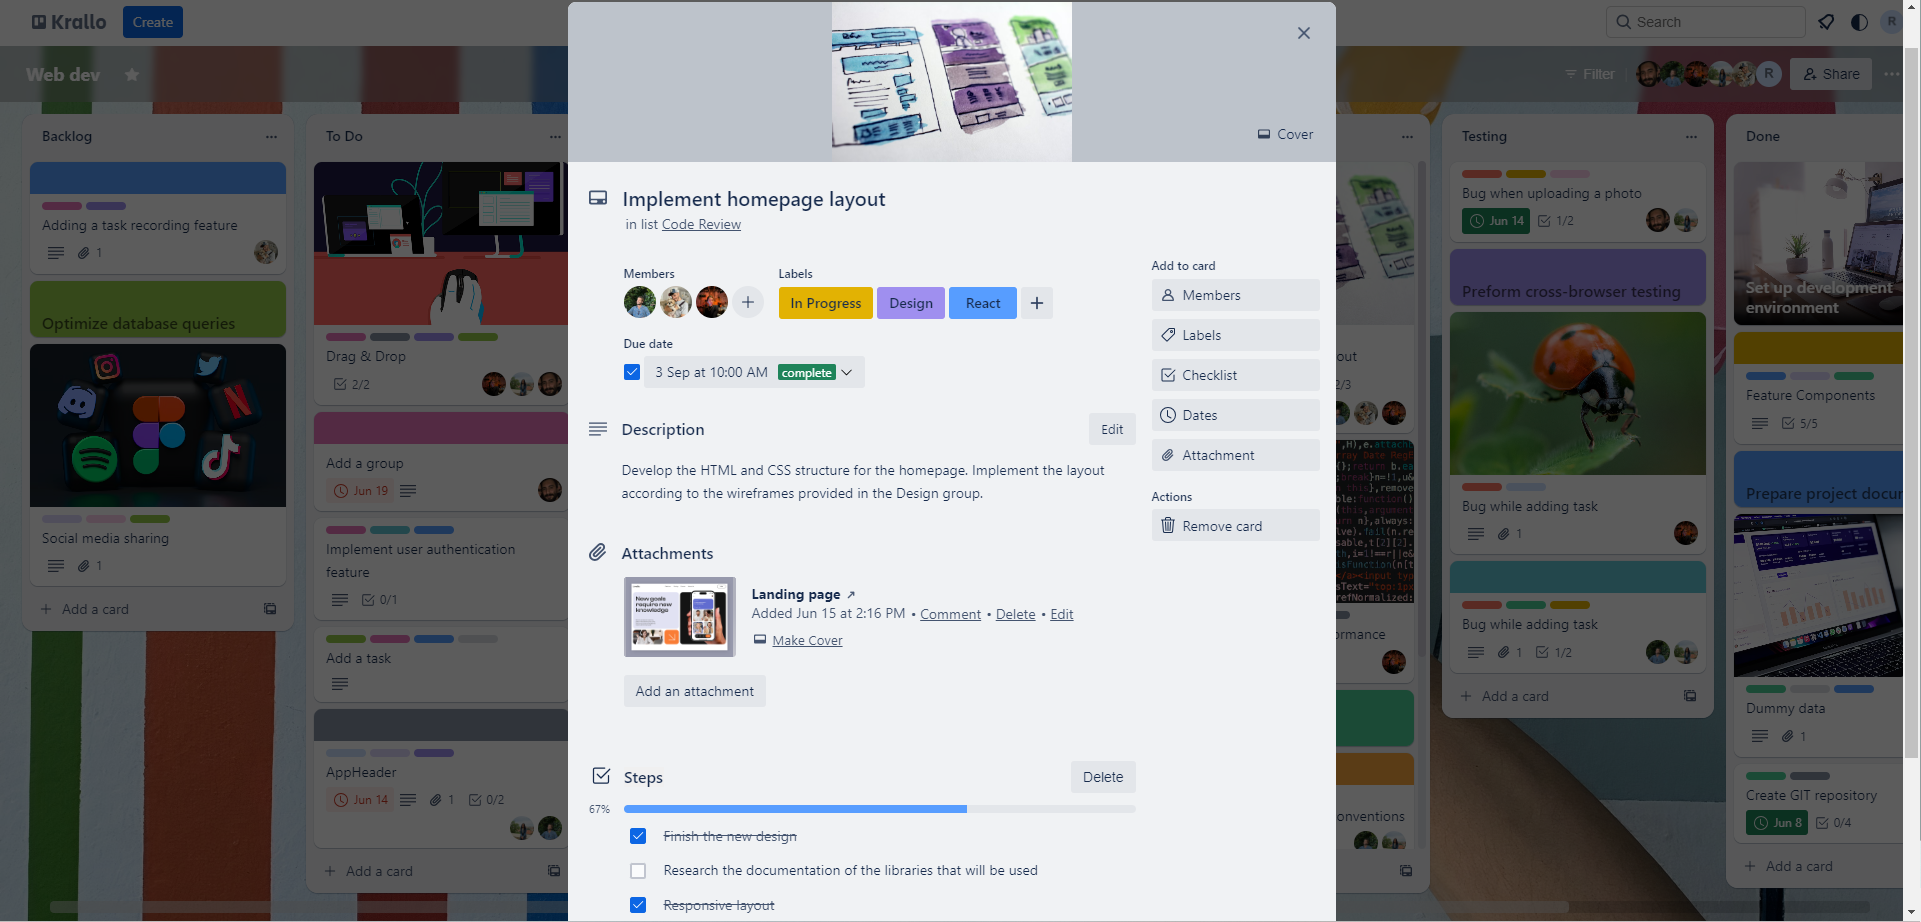 Krallo
Create
Search
R
Web dev
Filter
R
Share
Backlog
Adding a task recording feature
1
Optimize database queries
Social media sharing
1
+ Add a card
To Do
Drag & Drop
2/2
Add a group
Jun 19
Implement user authentication
feature
0/1
Add a task
AppHeader
Jun 14
1
0/2
+ Add a card
Cover
Implement homepage layout
in list Code Review
Members
Labels
In Progress
Design
React
Due date
3 Sep at 10:00 AM
complete
Description
Edit
Develop the HTML and CSS structure for the homepage. Implement the layout
according to the wireframes provided in the Design group.
Attachments
New goals
require new
knowledge
Landing page ↗
Added Jun 15 at 2:16 PM • Comment • Delete • Edit
Make Cover
Add an attachment
Steps
Delete
67%
Finish the new design
Research the documentation of the libraries that will be used
Responsive layout
Add to card
Members
Labels
Checklist
Dates
Attachment
Actions
Remove card
out
2/3
ormance
onventions
Testing
Bug when uploading a photo
Jun 14
1/2
Preform cross-browser testing
Bug while adding task
1
Bug while adding task
1
1/2
+ Add a card
Done
Set up development
environment
Feature Components
5/5
Prepare project docu
Dummy data
1
Create GIT repository
Jun 8
0/4
+ Add a card